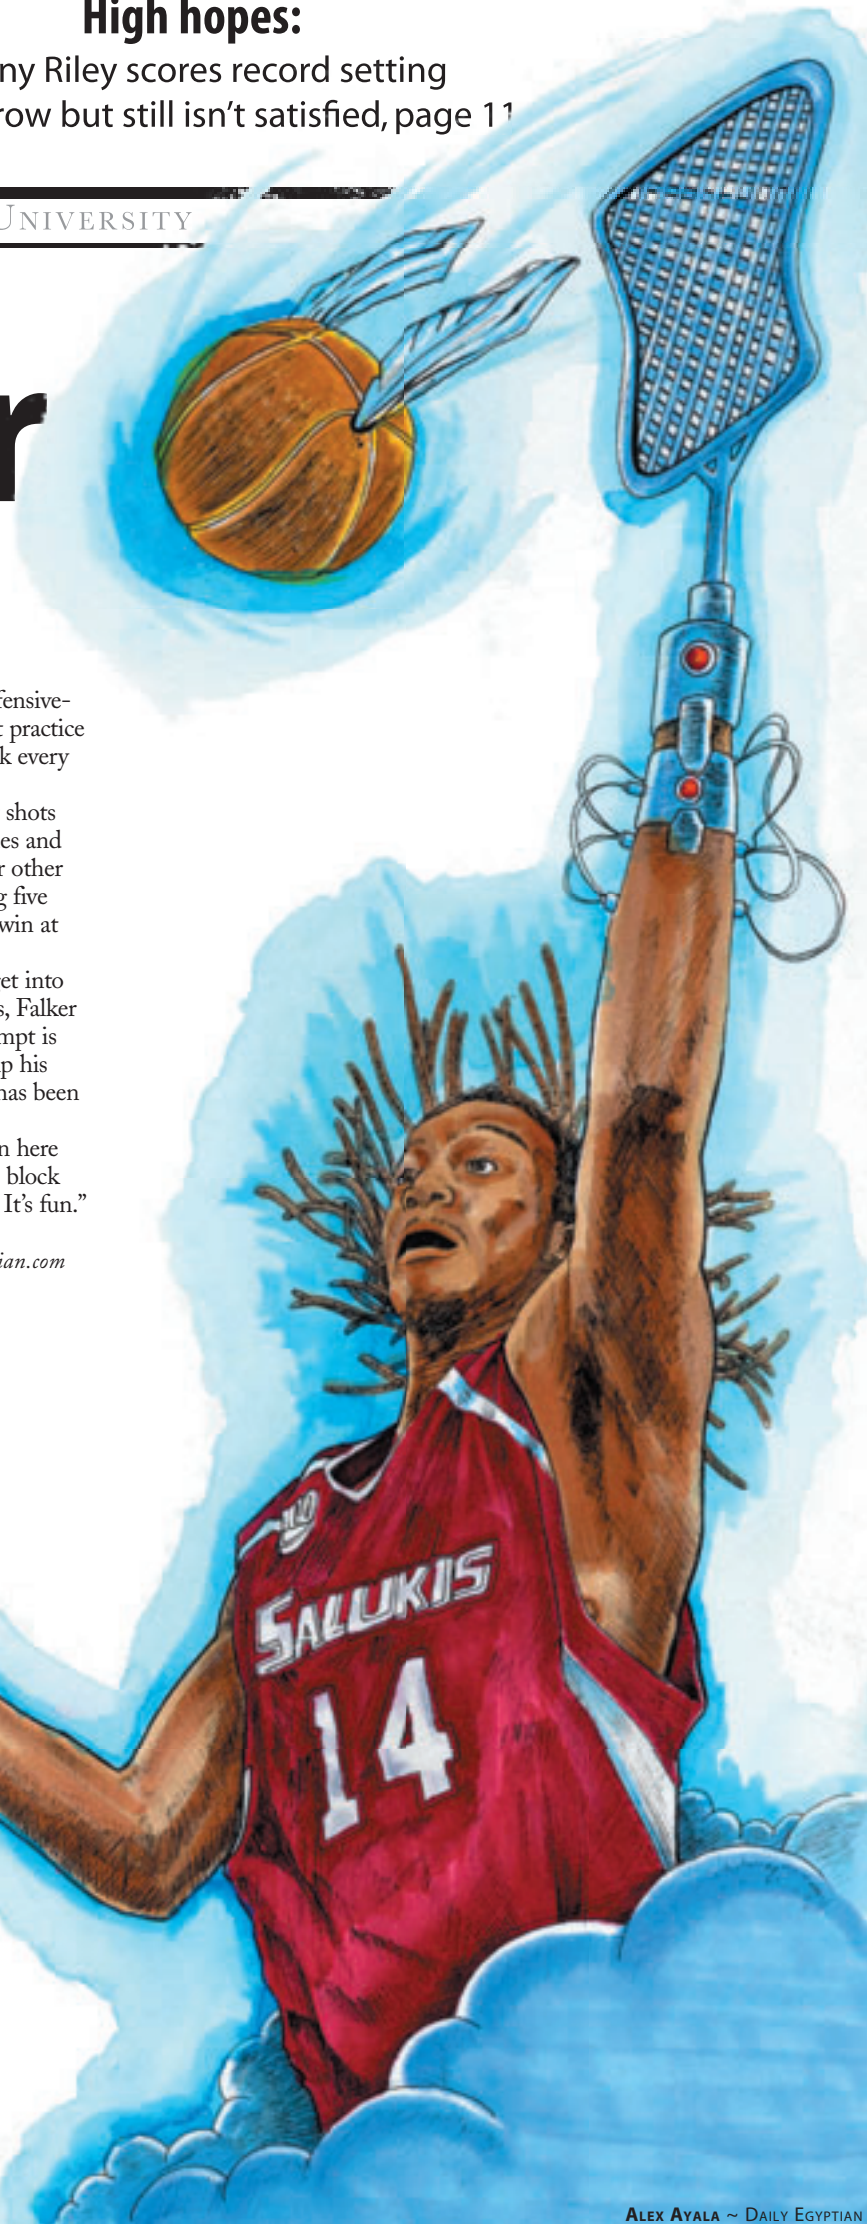 High hopes:
ny Riley scores record setting
row but still isn't satisfied, page 11
UNIVERSITY
r
fensive-
t practice
k every
shots
es and
r other
g five
win at
et into
s, Falker
mpt is
p his
has been
n here
block
It's fun.”
ian.com
SALUKIS
14
ALEX AYALA ~ DAILY EGYPTIAN